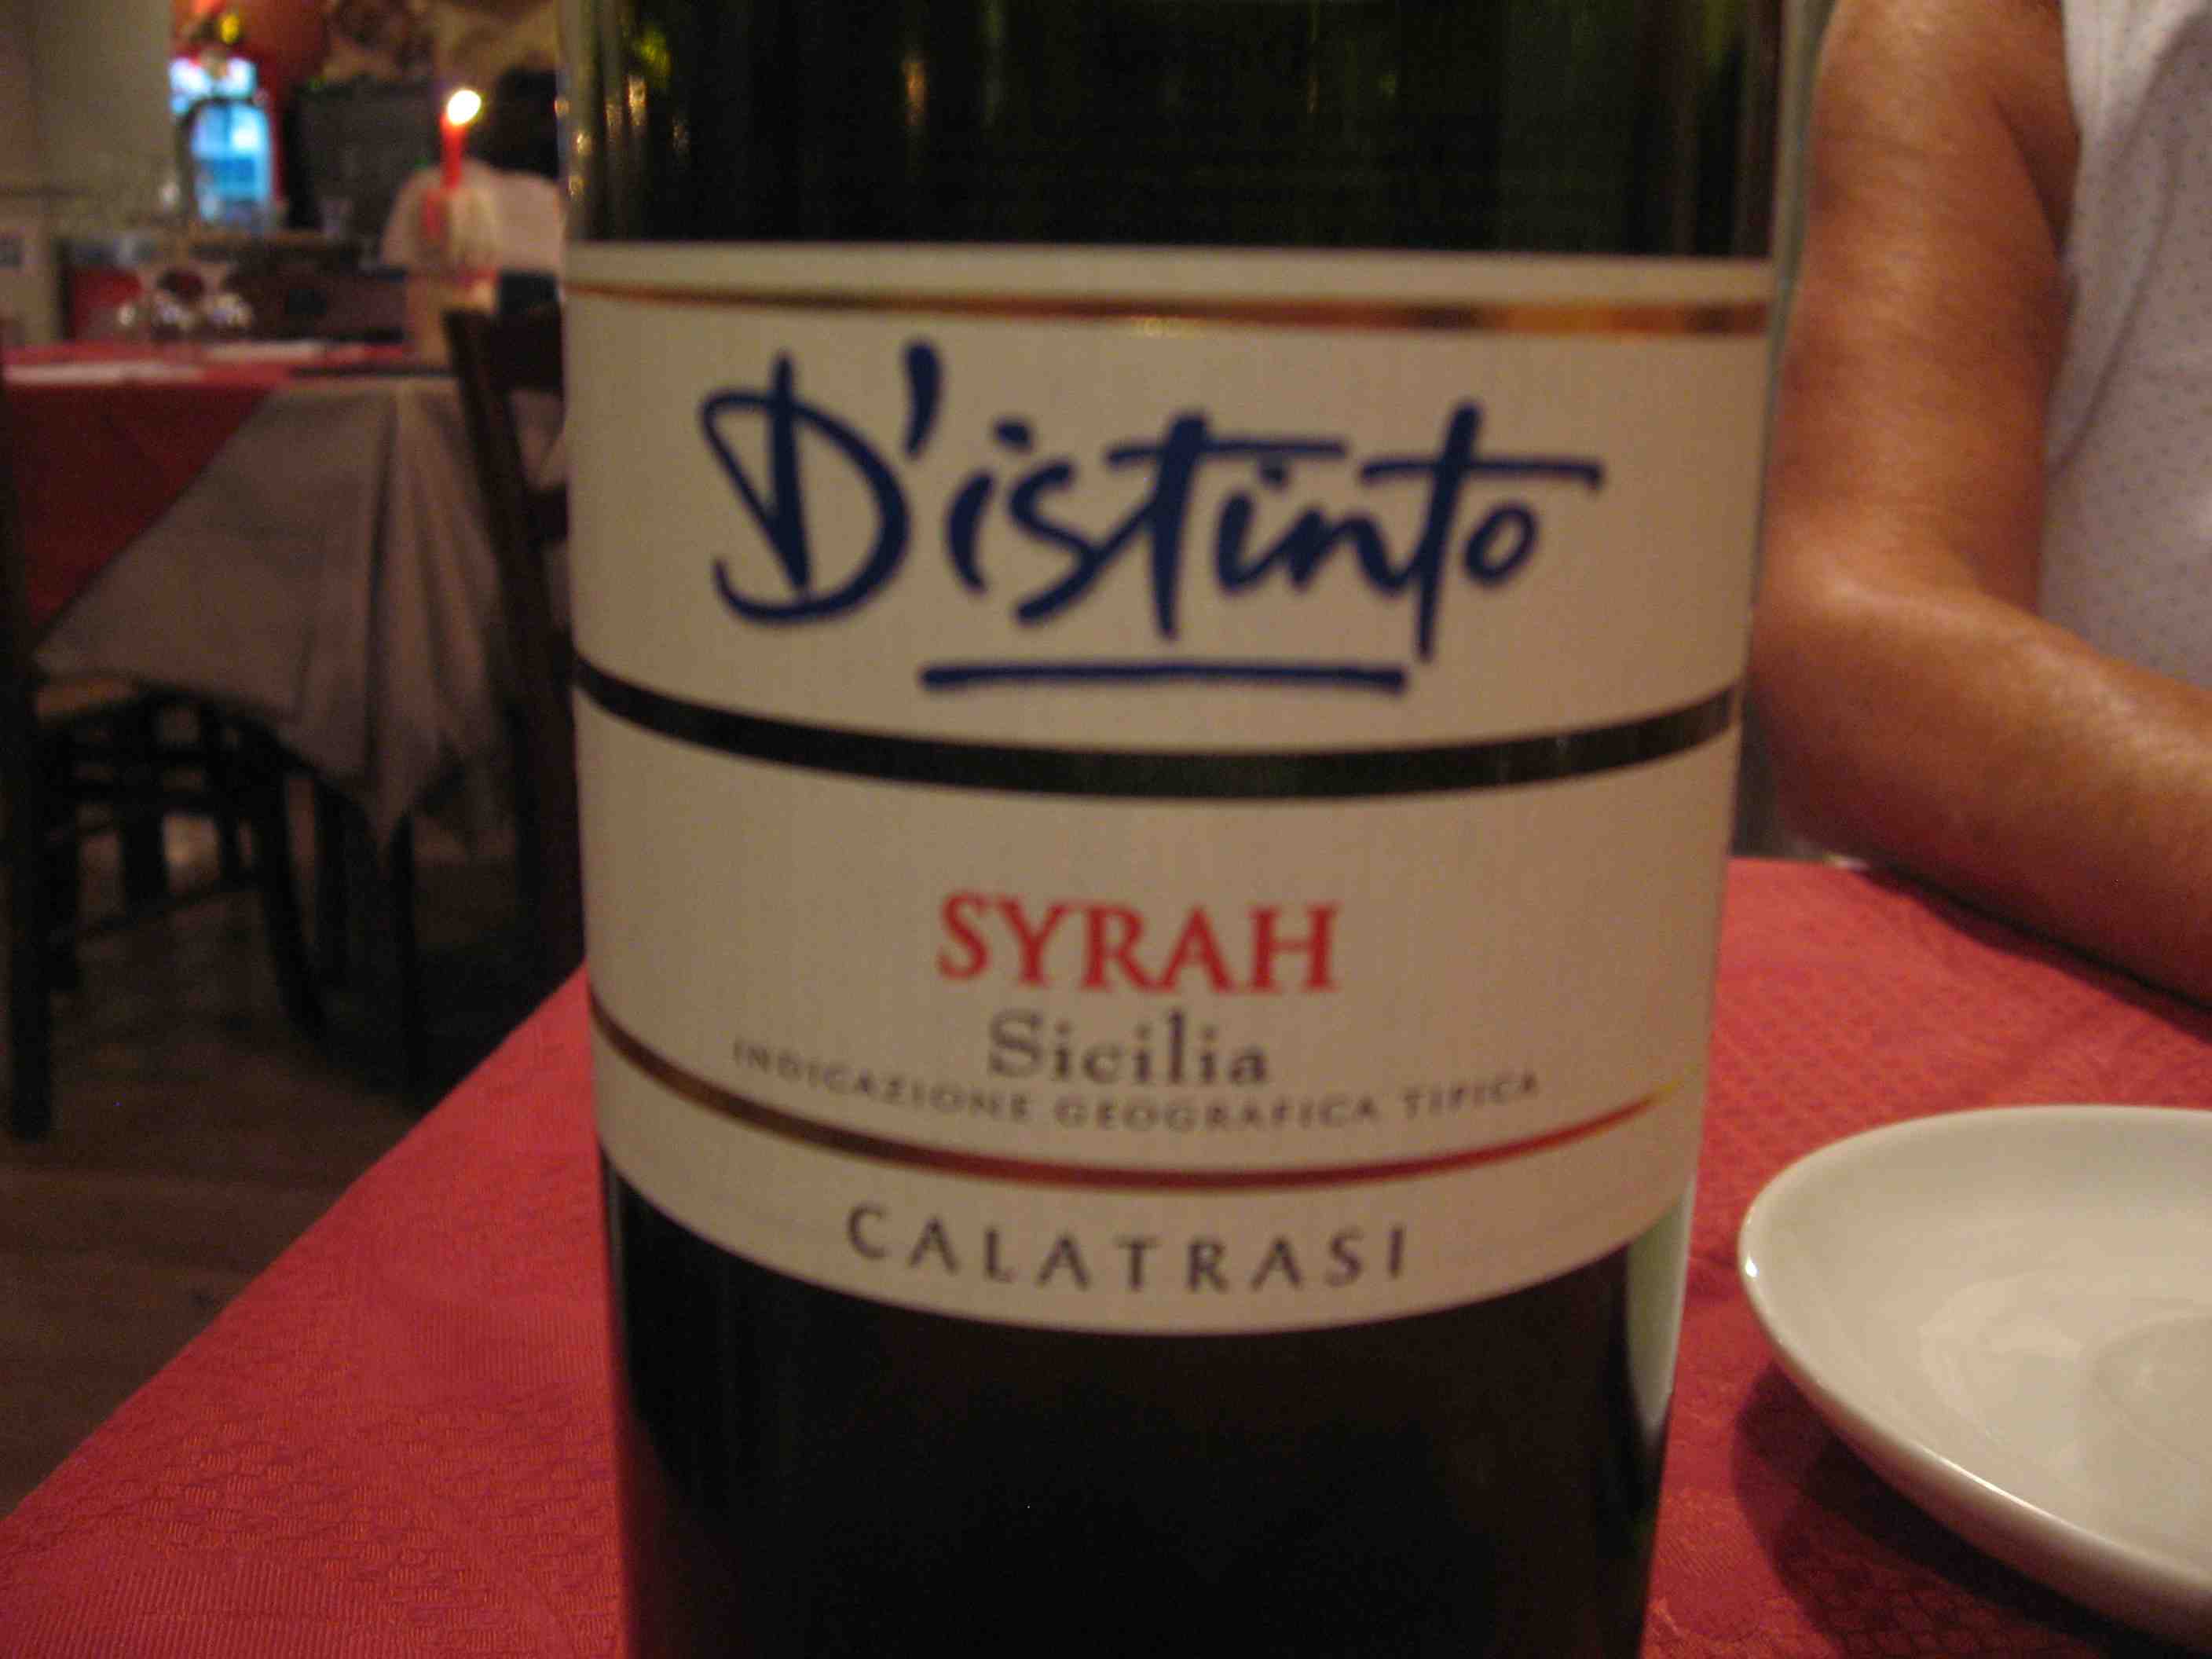 D'istinto
SYRAH
Sicilia
INDICAZIONE GEOGRAFICA TIPICA
CALATRASI